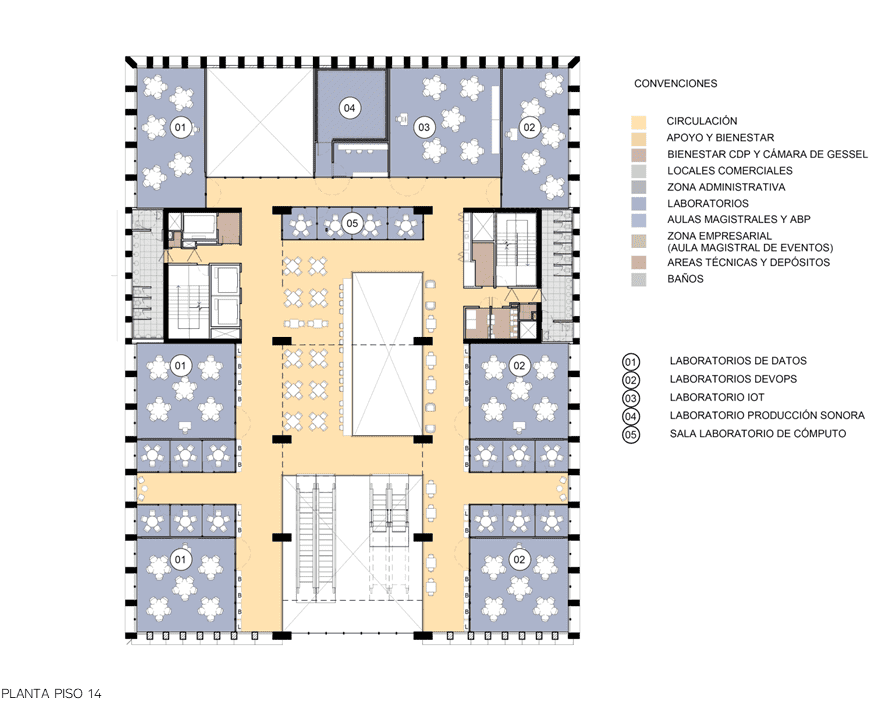 CONVENCIONES
CIRCULACIÓN
APOYO Y BIENESTAR
BIENESTAR CDP Y CÁMARA DE GESSEL
LOCALES COMERCIALES
ZONA ADMINISTRATIVA
LABORATORIOS
AULAS MAGISTRALES Y ABP
ZONA EMPRESARIAL
(AULA MAGISTRAL DE EVENTOS)
AREAS TÉCNICAS Y DEPÓSITOS
BAÑOS
01 LABORATORIOS DE DATOS
02 LABORATORIOS DEVOPS
03 LABORATORIO IOT
04 LABORATORIO PRODUCCIÓN SONORA
05 SALA LABORATORIO DE CÓMPUTO
04
01
03
02
05
01
02
01
02
PLANTA PISO 14